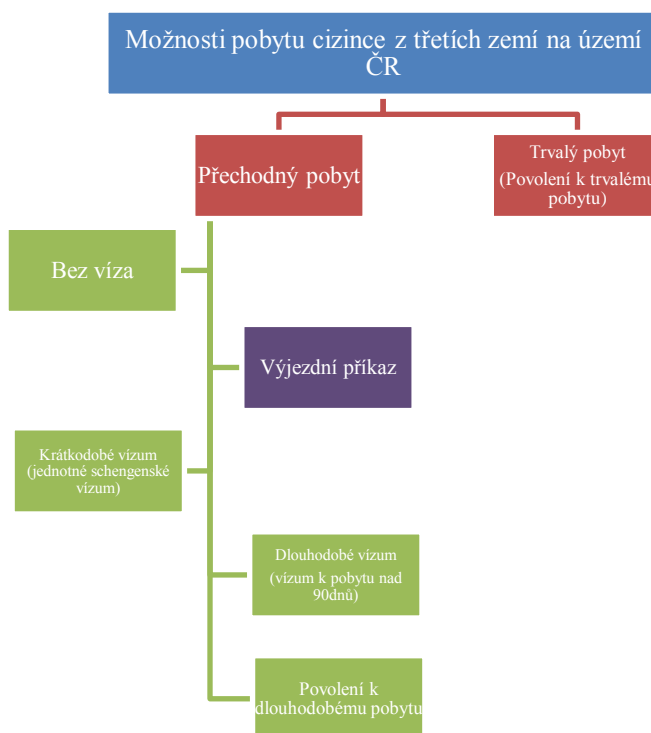 Možnosti pobytu cizince z třetích zemí na území
ČR
Přechodný pobyt
Trvalý pobyt
(Povolení k trvalému
pobytu)
Bez víza
Výjezdní příkaz
Krátkodobé vízum
(jednotné schengenské
vízum)
Dlouhodobé vízum
(vízum k pobytu nad
90dnů)
Povolení k
dlouhodobému pobytu